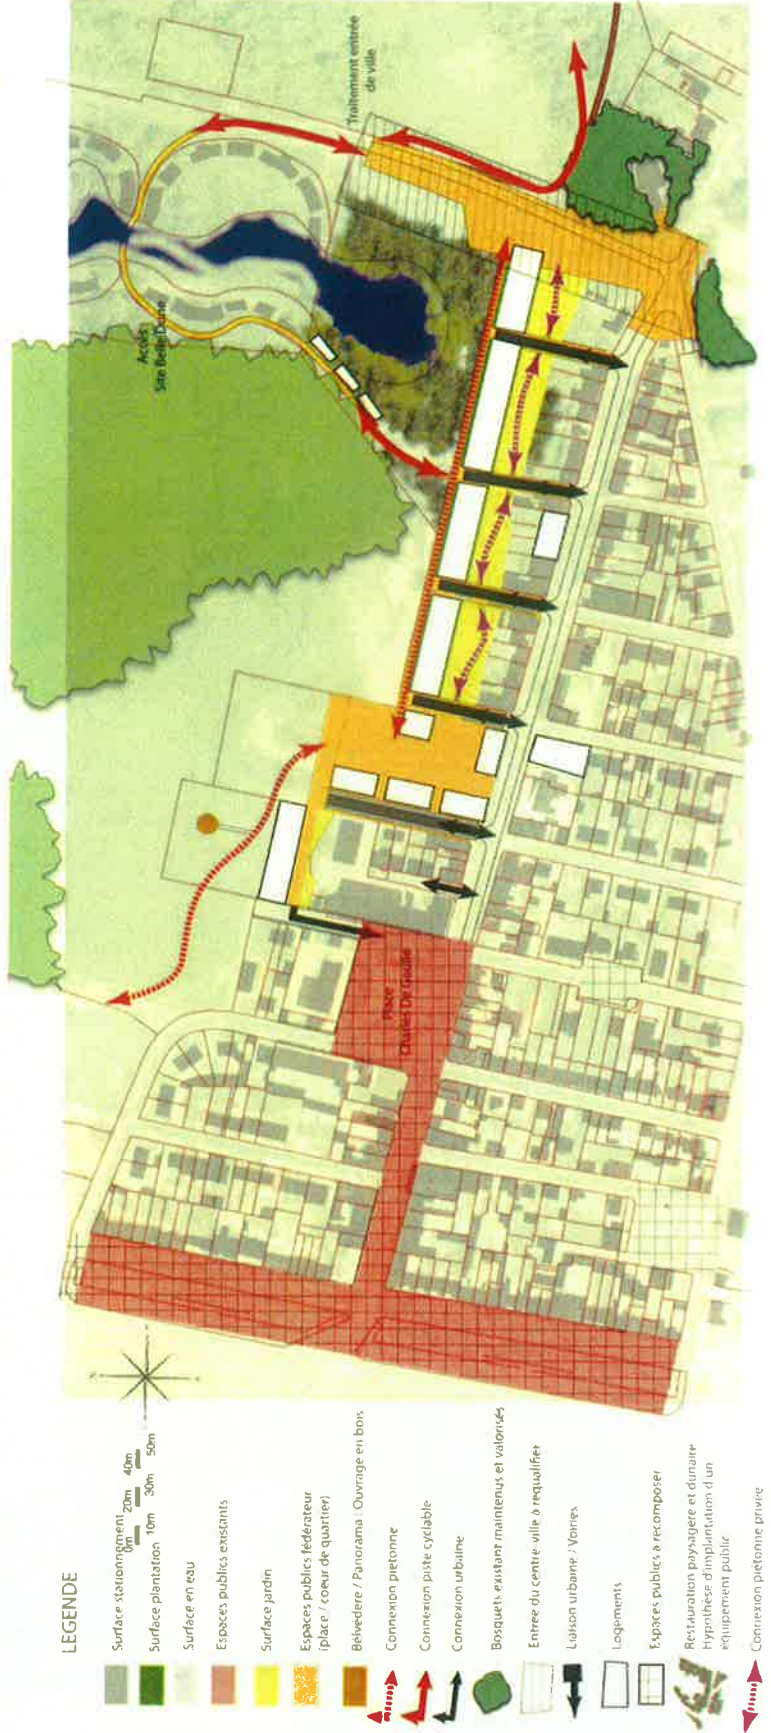 Traitement entrée
de ville
Accès
Site Belle Dune
Place
Charles De Gaulle
LEGENDE
0m 20m 40m
10m 30m 50m
Surface stationnement
Surface plantation
Surface en eau
Espaces publics existants
Surface jardin
Espaces publics fédérateur
(place / coeur de quartier)
Belvédère / Panorama : Ouvrage en bois
Connexion piétonne
Connexion piste cyclable
Connexion urbaine
Bosquets existant maintenus et valorisés
Entrée du centre ville à requalifier
Liaison urbaine / Voiries
Logements
Espaces publics à recomposer
Restauration paysagère et dunaire
Hypothèse d'implantation d'un
équipement public
Connexion piétonne privée